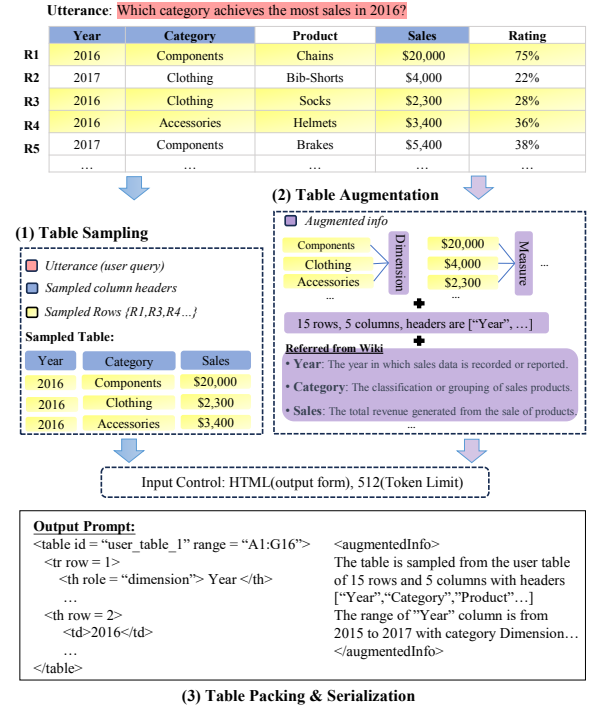 Utterance: Which category achieves the most sales in 2016?
Year Category Product Sales Rating
R1 2016 Components Chains $20,000 75%
R2 2017 Clothing Bib-Shorts $4,000 22%
R3 2016 Clothing Socks $2,300 28%
R4 2016 Accessories Helmets $3,400 36%
R5 2017 Components Brakes $5,400 38%
… … … … …
(1) Table Sampling
Utterance (user query)
Sampled column headers
Sampled Rows {R1,R3,R4…}
Sampled Table:
Year Category Sales
2016 Components $20,000
2016 Clothing $2,300
2016 Accessories $3,400
(2) Table Augmentation
Augmented info
Components
Clothing
Accessories
...
Dimension
$20,000
$4,000
$2,300
...
Measure
...
15 rows, 5 columns, headers are [“Year”, …]
Referred from Wiki
• Year: The year in which sales data is recorded or reported.
• Category: The classification or grouping of sales products.
• Sales: The total revenue generated from the sale of products.
...
Input Control: HTML(output form), 512(Token Limit)
Output Prompt:
<table id = “user_table_1” range = “A1:G16”>
<tr row = 1>
<th role = “dimension”> Year </th>
…
<th row = 2>
<td>2016</td>
…
</table>
<augmentedInfo>
The table is sampled from the user table
of 15 rows and 5 columns with headers
[“Year”,“Category”,”Product”…]
The range of ”Year” column is from
2015 to 2017 with category Dimension…
</augmentedInfo>
(3) Table Packing & Serialization